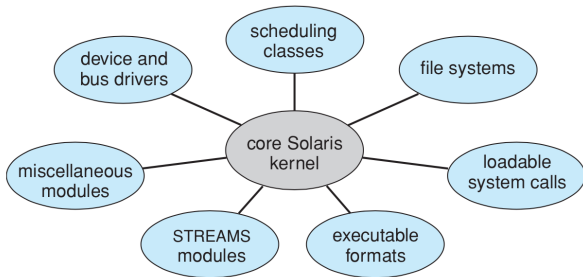 scheduling
classes
device and
bus drivers
file systems
core Solaris
kernel
miscellaneous
modules
loadable
system calls
STREAMS
modules
executable
formats